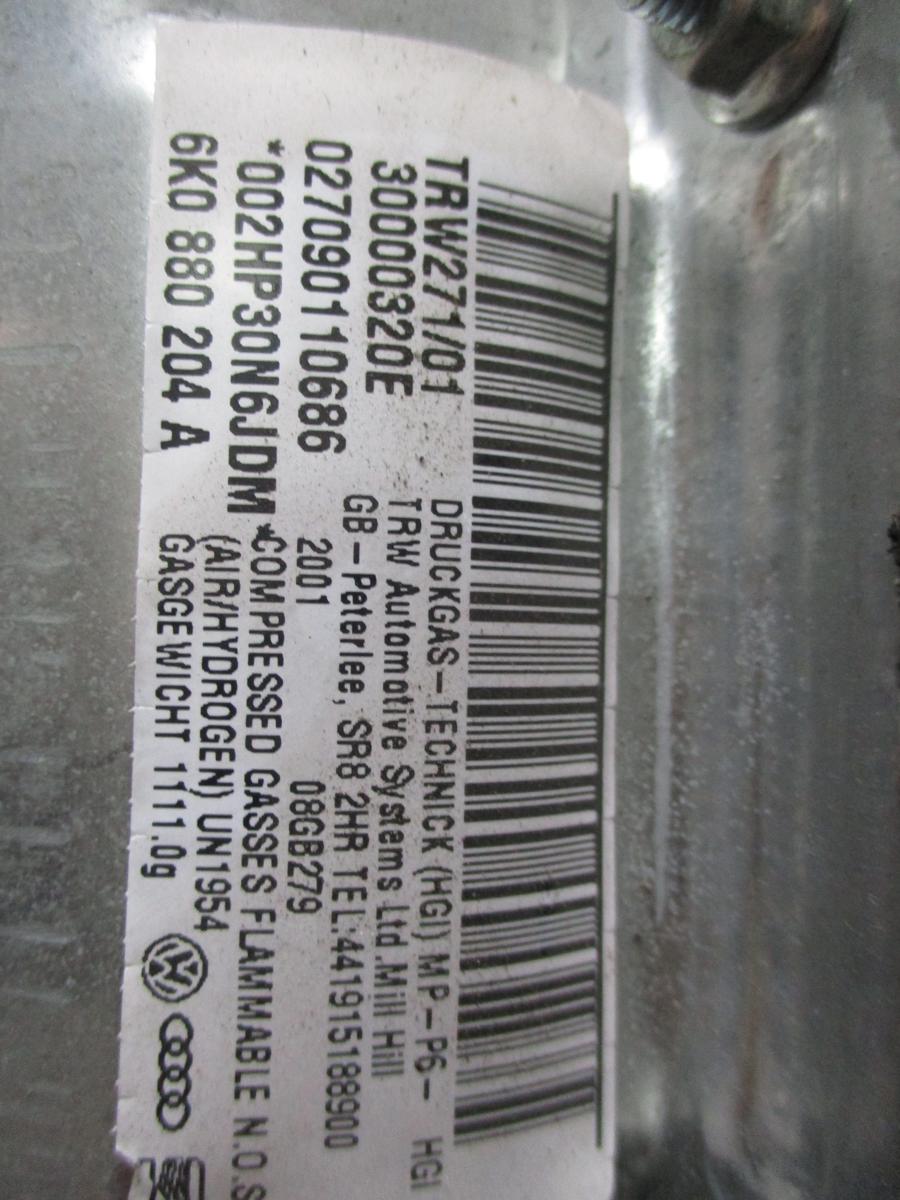 TRW271/01
30000320E
02709011O686
*002HP30N6JDM*
6K0 880 204 A
DRUCKGAS-TECHNICK (HGI) MP-P6- HGI
TRW Automotive Systems Ltd.Mill Hill
GB-Peterlee, SR8 2HR TEL:441915188900
2001 08GB279
COMPRESSED GASSES FLAMMABLE N.O.S
(AIR/HYDROGEN) UN1954
GASGEWICHT 1111.0g